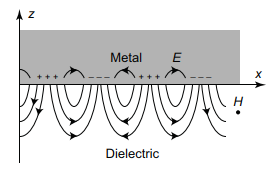 z
Metal E
+ + + - - - + + + - - -
x
H
Dielectric